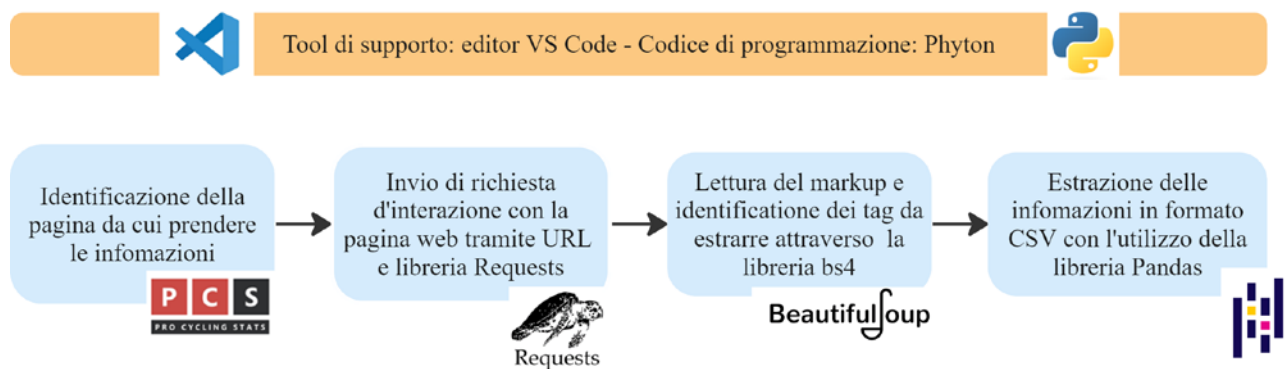 Tool di supporto: editor VS Code - Codice di programmazione: Phyton
Identificazione della
pagina da cui prendere
le infomazioni
PCS
PRO CYCLING STATS
Invio di richiesta
d'interazione con la
pagina web tramite URL
e libreria Requests
Requests
Lettura del markup e
identificatione dei tag da
estrarre attraverso la
libreria bs4
BeautifulSoup
Estrazione delle
infomazioni in formato
CSV con l'utilizzo della
libreria Pandas